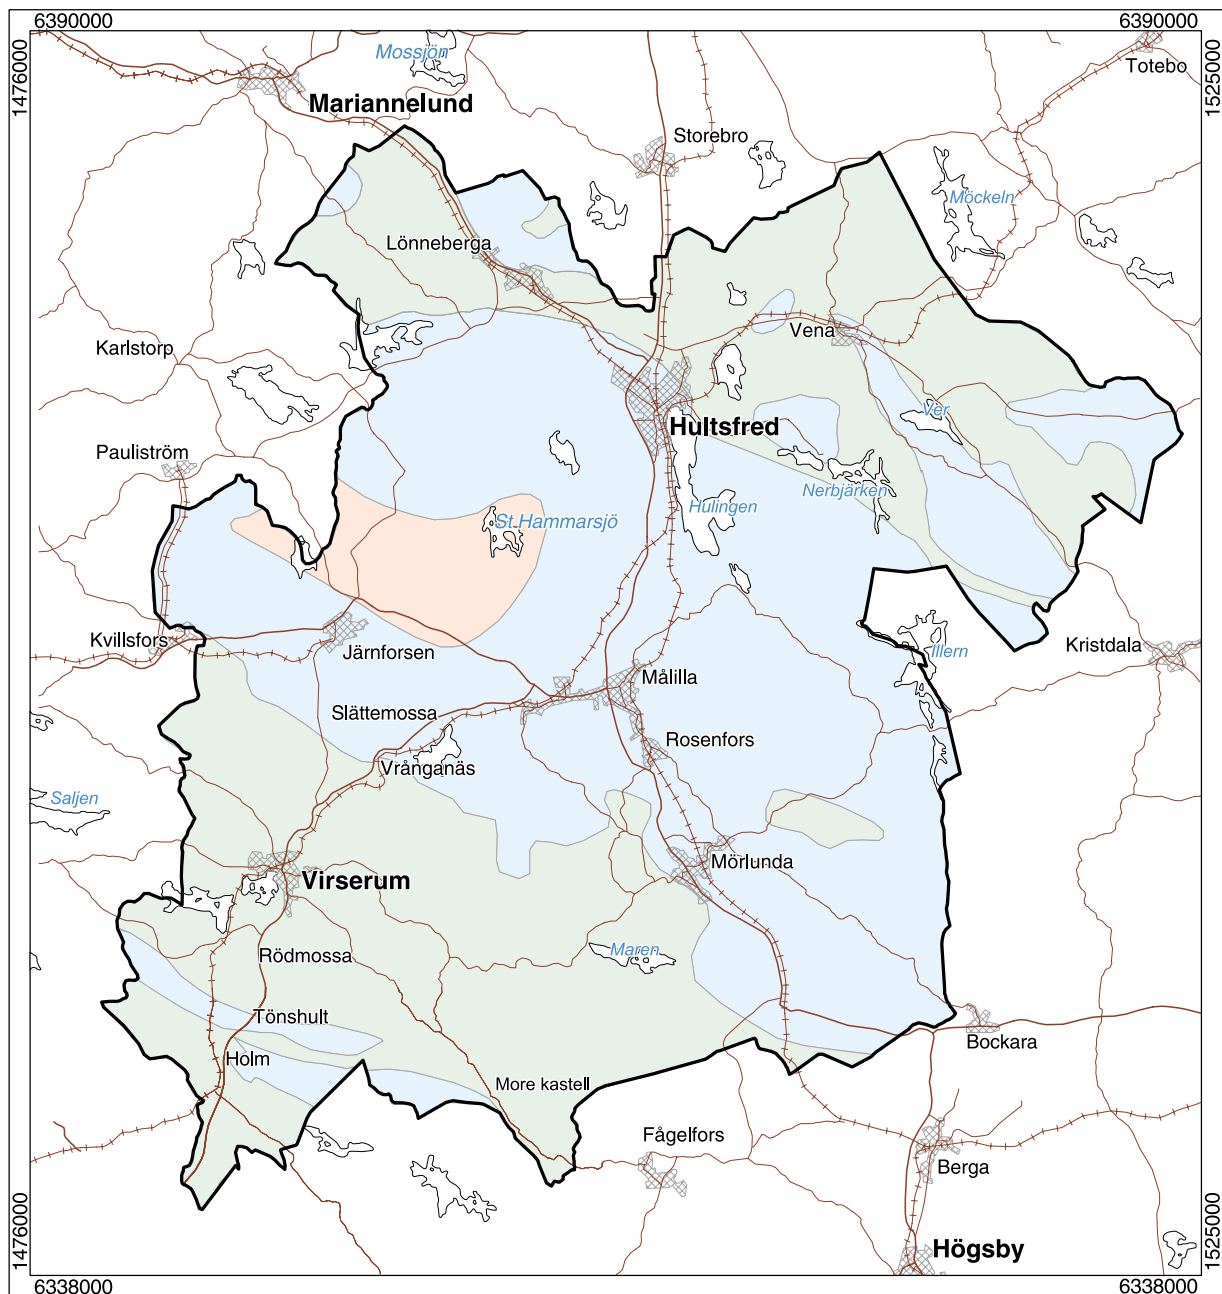 6390000
6390000
1476000
1525000
Mossjön
Totebo
Mariannelund
Storebro
Möckeln
Lönneberga
Vena
Karlstorp
Ver
Hultsfred
Pauliström
Nerbjärken
Hulingen
St Hammarsjö
Kvillsfors
Järnforsen
Illern
Kristdala
Målilla
Slättemossa
Rosenfors
Vrånganäs
Saljen
Mörlunda
Virserum
Maren
Rödmossa
Tönshult
Bockara
Holm
More kastell
Fågelfors
Berga
Högsby
1476000
1525000
6338000
6338000